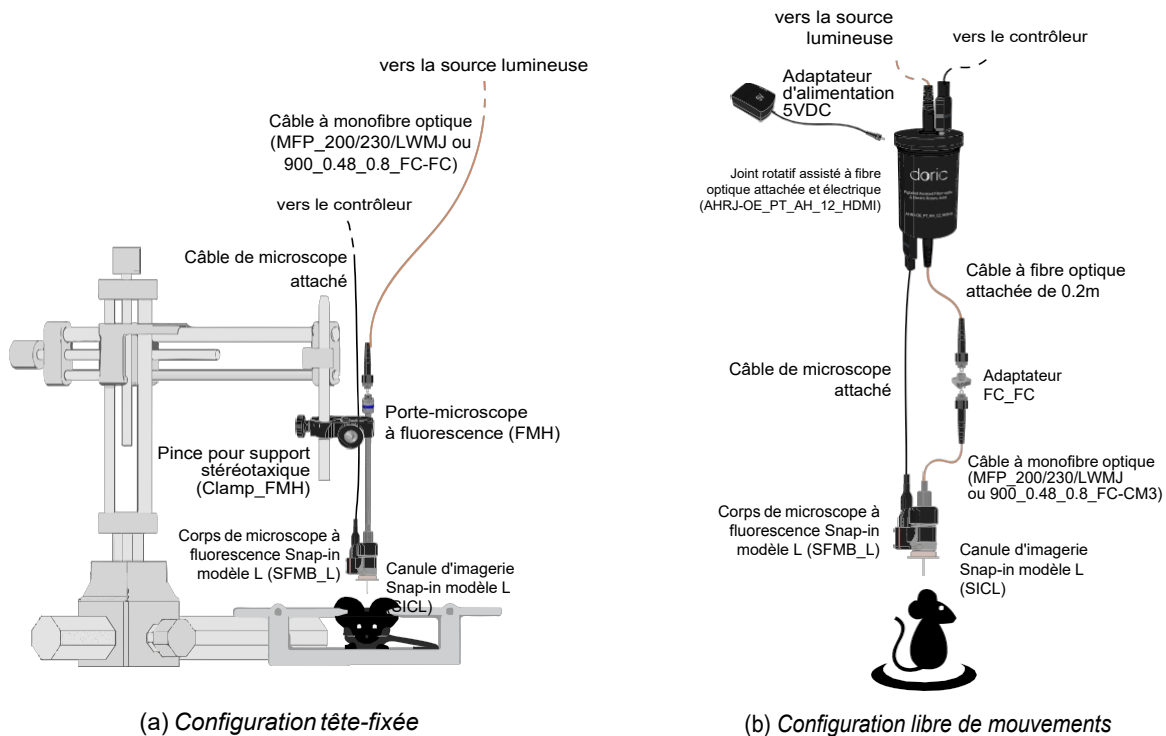 vers la source lumineuse
Câble à monofibre optique
(MFP_200/230/LWMJ ou
900_0.48_0.8_FC-FC)
vers le contrôleur
Câble de microscope
attaché
Porte-microscope
à fluorescence (FMH)
Pince pour support
stéréotaxique
(Clamp_FMH)
Corps de microscope à
fluorescence Snap-in
modèle L (SFMB_L)
Canule d'imagerie
Snap-in modèle L
(SICL)
(a) Configuration tête-fixée
vers la source
lumineuse
vers le contrôleur
Adaptateur
d'alimentation
5VDC
doric
Joint rotatif assisté à fibre
optique attachée et électrique
(AHRJ-OE_PT_AH_12_HDMI)
Câble à fibre optique
attachée de 0.2m
Câble de microscope
attaché
Adaptateur
FC_FC
Câble à monofibre optique
(MFP_200/230/LWMJ
ou 900_0.48_0.8_FC-CM3)
Corps de microscope à
fluorescence Snap-in
modèle L (SFMB_L)
Canule d'imagerie
Snap-in modèle L
(SICL)
(b) Configuration libre de mouvements